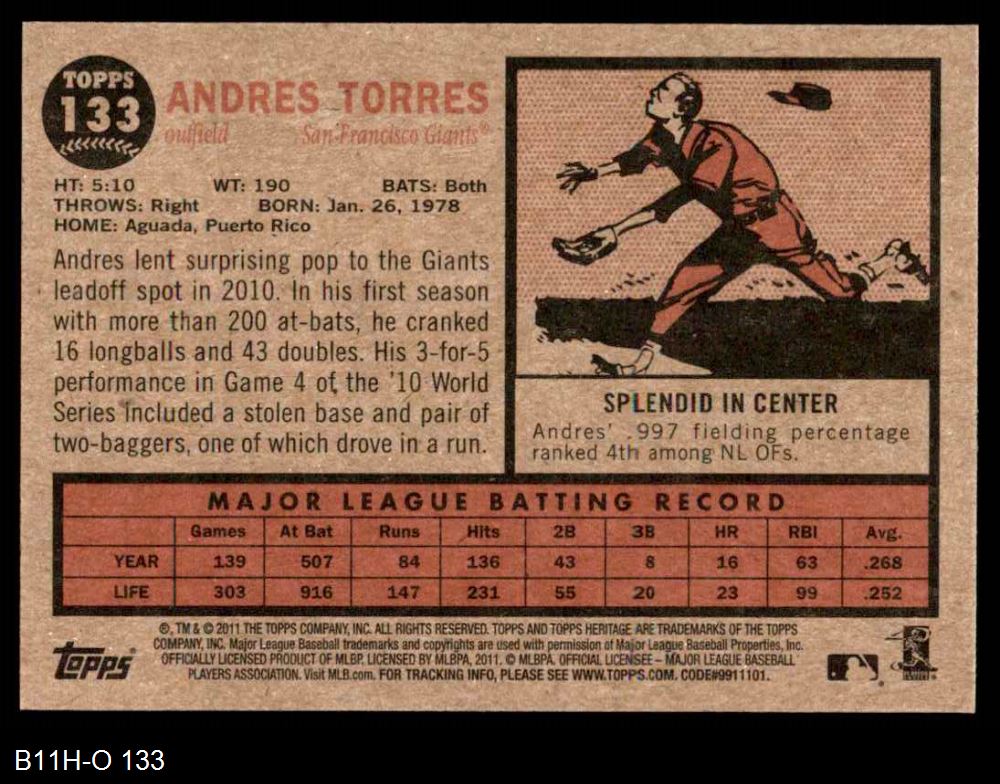 TOPPS
133
ANDRES TORRES
outfield San Francisco Giants®
HT: 5:10 WT: 190 BATS: Both
THROWS: Right BORN: Jan. 26, 1978
HOME: Aguada, Puerto Rico
Andres lent surprising pop to the Giants
leadoff spot in 2010. In his first season
with more than 200 at-bats, he cranked
16 longballs and 43 doubles. His 3-for-5
performance in Game 4 of the '10 World
Series included a stolen base and pair of
two-baggers, one of which drove in a run.
SPLENDID IN CENTER
Andres' .997 fielding percentage
ranked 4th among NL OFs.
MAJOR LEAGUE BATTING RECORD
Games At Bat Runs Hits 2B 3B HR RBI Avg.
YEAR 139 507 84 136 43 8 16 63 .268
LIFE 303 916 147 231 55 20 23 99 .252
®, TM & © 2011 THE TOPPS COMPANY, INC. ALL RIGHTS RESERVED. TOPPS AND TOPPS HERITAGE ARE TRADEMARKS OF THE TOPPS
COMPANY, INC. Major League Baseball trademarks and copyrights are used with permission of Major League Baseball Properties, Inc.
OFFICIALLY LICENSED PRODUCT OF MLBP. LICENSED BY MLBPA, 2011. © MLBPA. OFFICIAL LICENSEE – MAJOR LEAGUE BASEBALL
PLAYERS ASSOCIATION. Visit MLB.com. FOR TRACKING INFO, PLEASE SEE WWW.TOPPS.COM. CODE#9911101.
Topps®
B11H-O 133